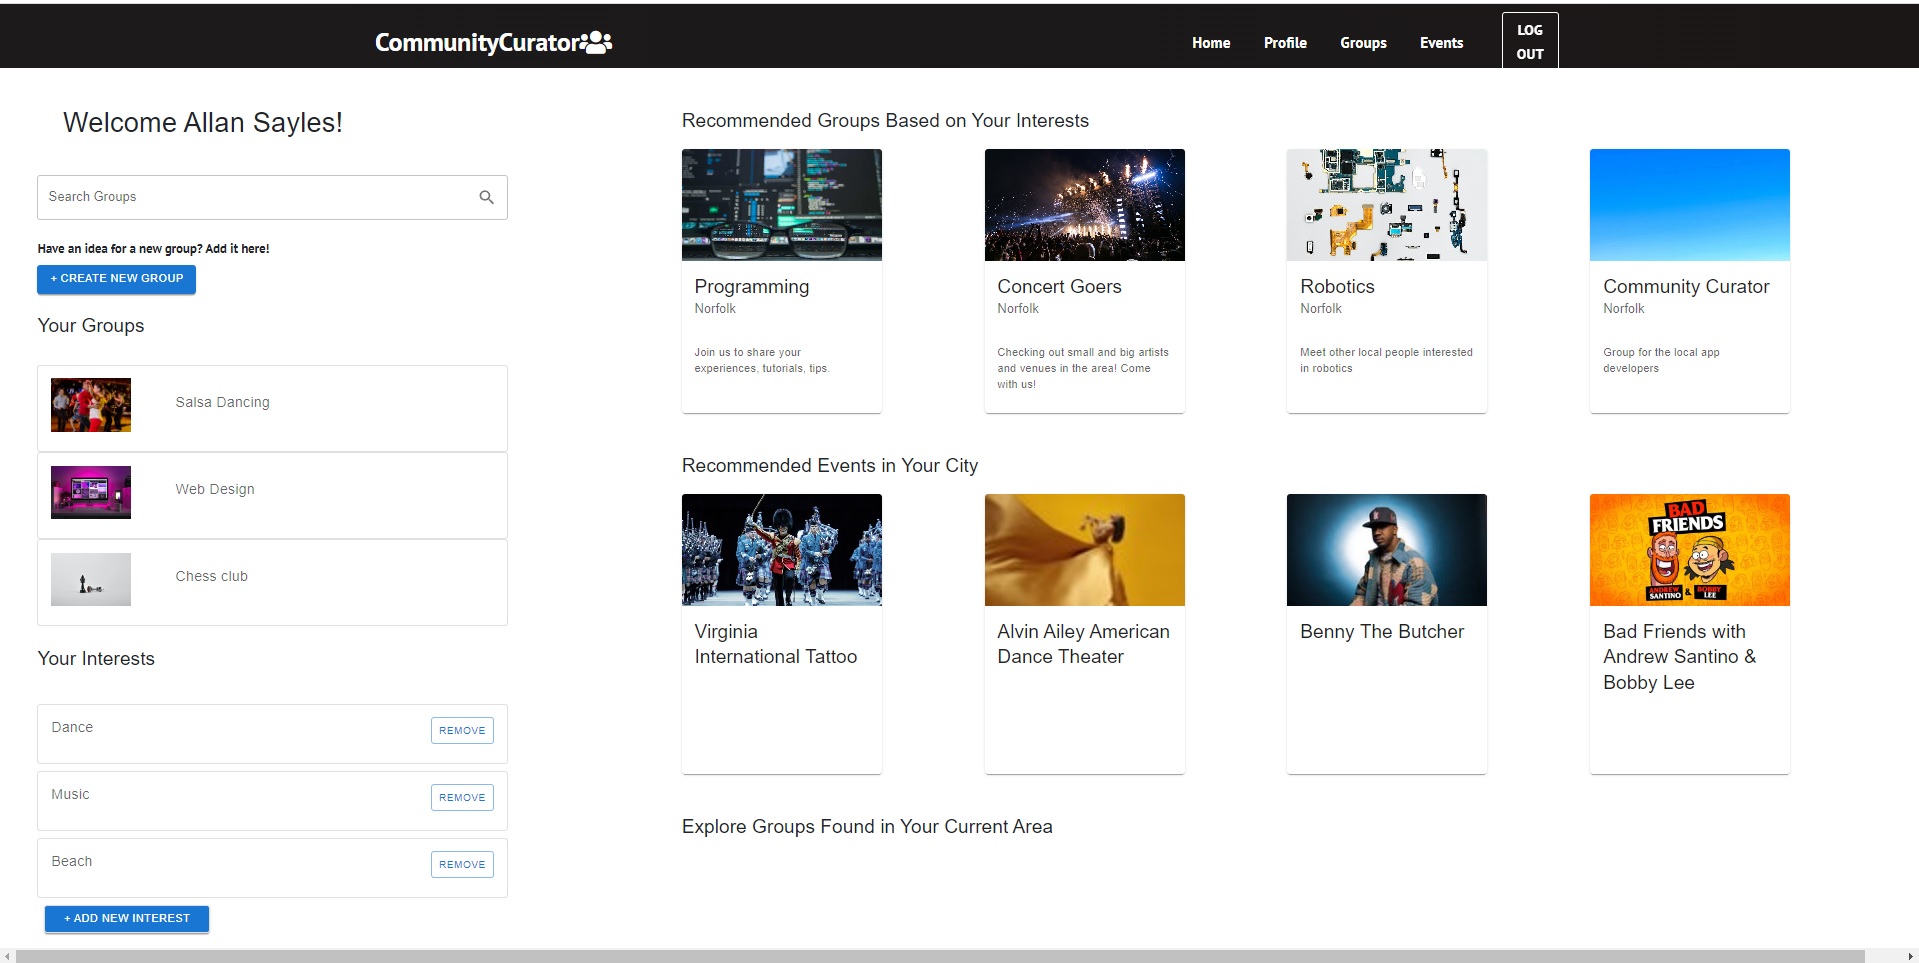 CommunityCurator
Home
Profile
Groups
Events
LOG
OUT
Welcome Allan Sayles!
Search Groups
Have an idea for a new group? Add it here!
+ CREATE NEW GROUP
Your Groups
Salsa Dancing
Web Design
Chess club
Your Interests
Dance
REMOVE
Music
REMOVE
Beach
REMOVE
+ ADD NEW INTEREST
Recommended Groups Based on Your Interests
Programming
Norfolk
Join us to share your
experiences, tutorials, tips.
Concert Goers
Norfolk
Checking out small and big artists
and venues in the area! Come
with us!
Robotics
Norfolk
Meet other local people interested
in robotics
Community Curator
Norfolk
Group for the local app
developers
Recommended Events in Your City
Virginia
International Tattoo
Alvin Ailey American
Dance Theater
Benny The Butcher
BAD
FRIENDS
ANDREW
SANTINO
&
BOBBY
LEE
Bad Friends with
Andrew Santino &
Bobby Lee
Explore Groups Found in Your Current Area